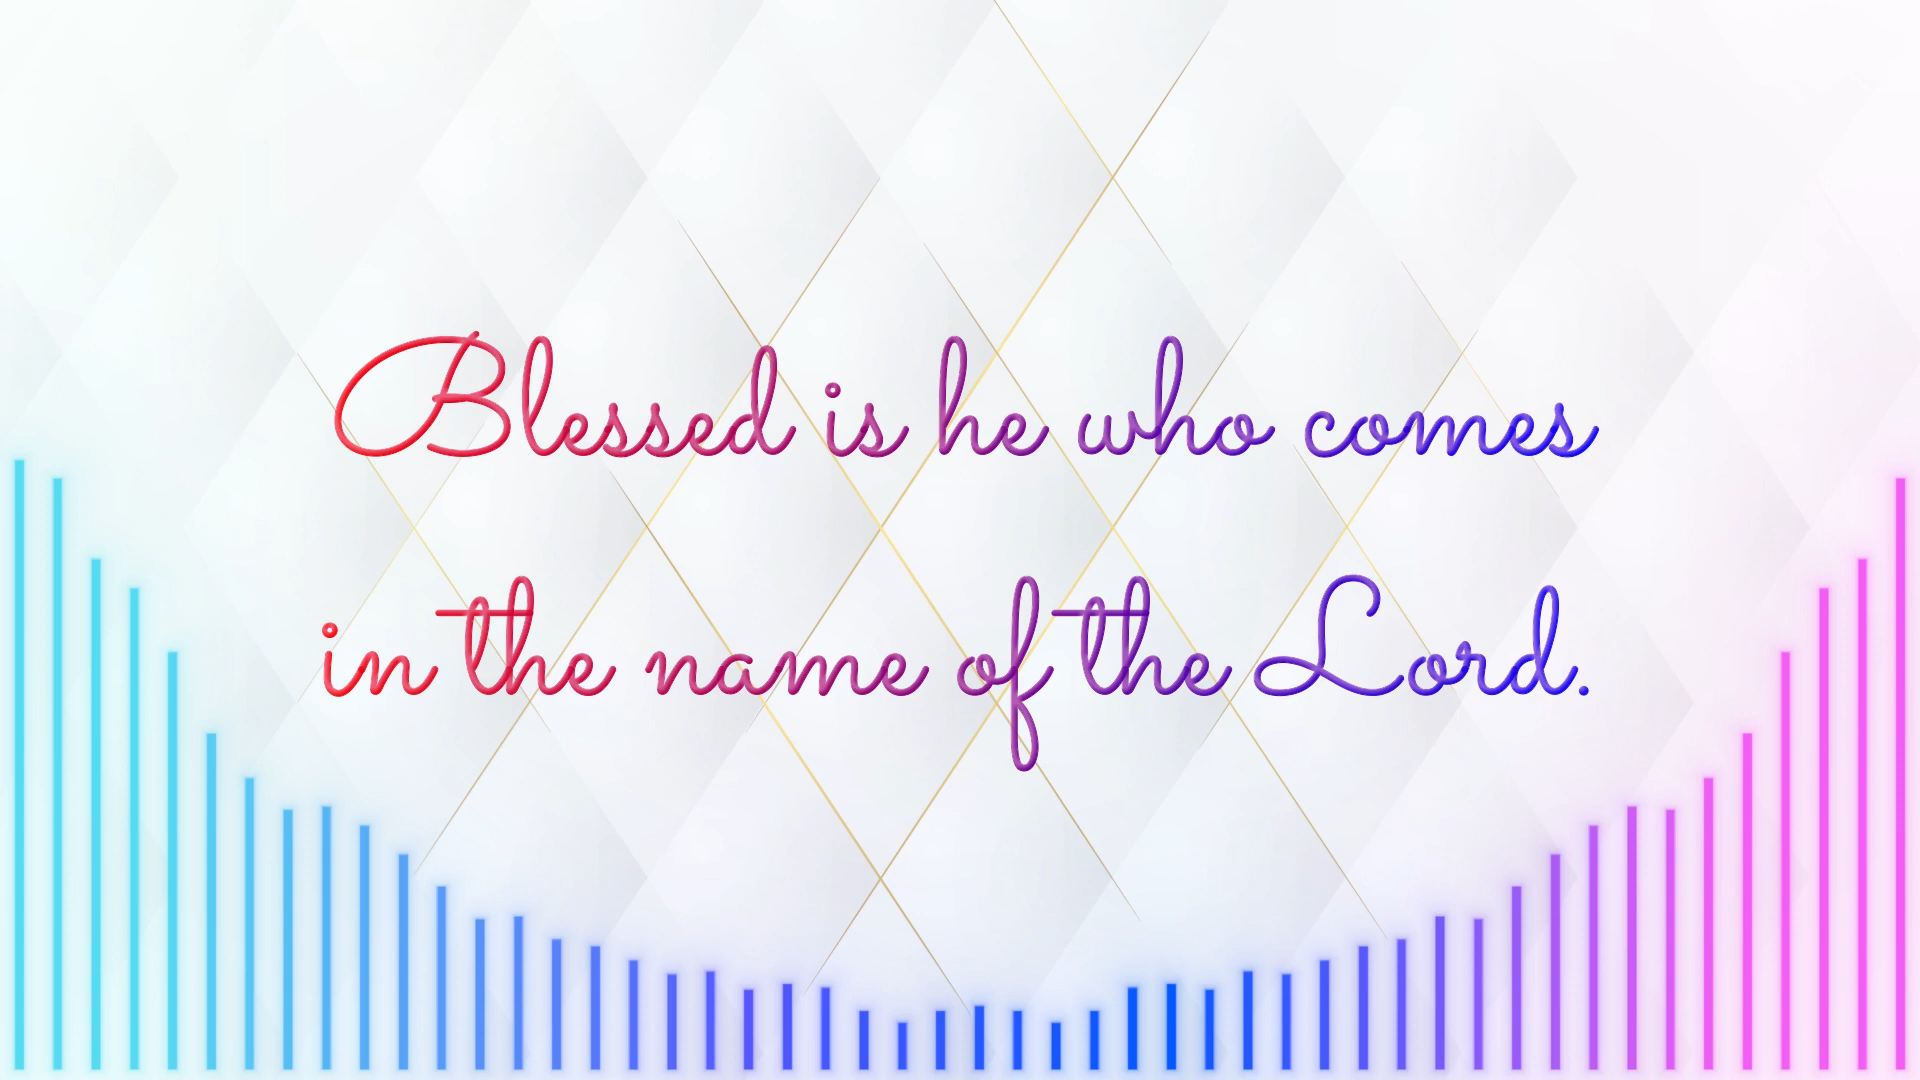 Blessed is he who comes
in the name of the Lord.